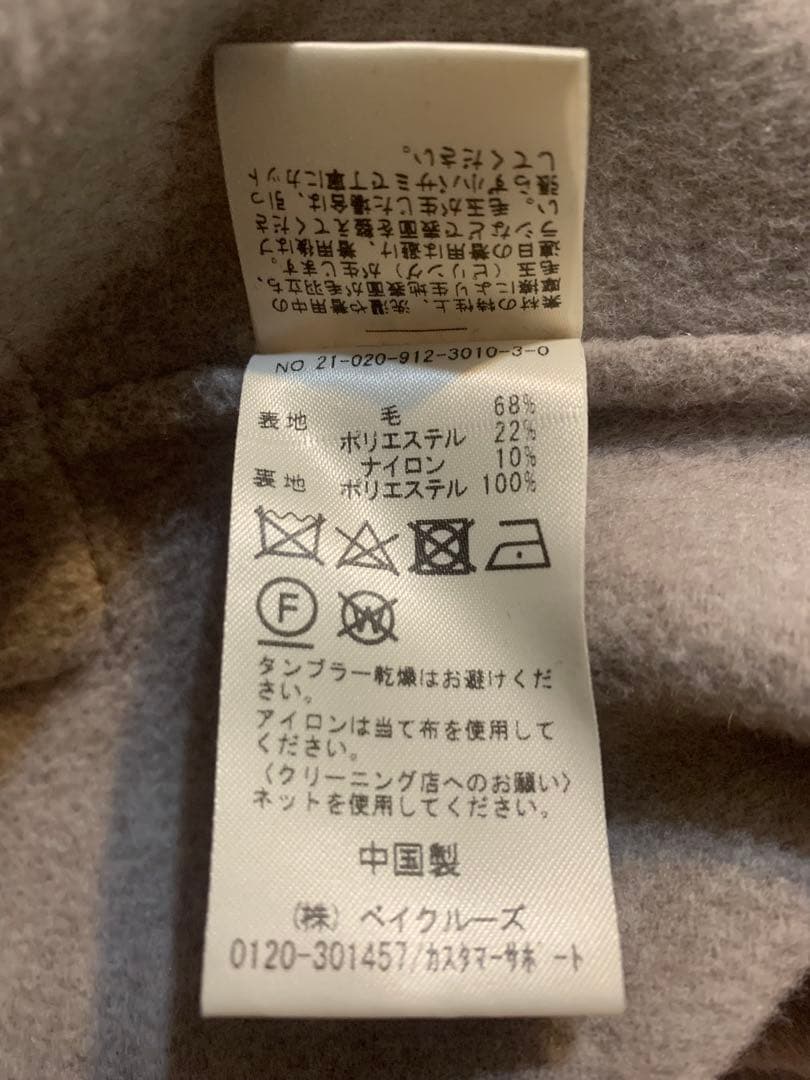 素材の特性上、洗濯や着用中の
摩擦により生地表面が毛羽立ち、
毛玉（ピリング）が生じます。
連日の着用は避け、着用後はブ
ラシなどで表面を整えてくださ
い。毛玉が生じた場合は、引っ
張らず小バサミで丁寧にカット
してください。
NO 21-020-912-3010-3-0
表地 毛 68%
ポリエステル 22%
ナイロン 10%
裏地 ポリエステル 100%
F
W
タンブラー乾燥はお避けくだ
さい。
アイロンは当て布を使用して
ください。
〈クリーニング店へのお願い〉
ネットを使用してください。
中国製
(株) ベイクルーズ
0120-301457/カスタマーサポート